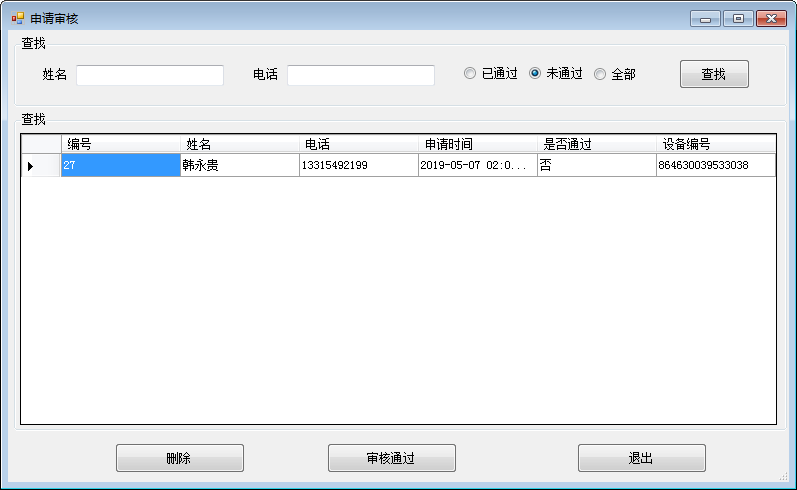 申请审核
查找
姓名 电话 已通过 未通过 全部 查找
查找
编号 姓名 电话 申请时间 是否通过 设备编号
27 韩永贵 13315492199 2019-05-07 02:0... 否 864630039533038
删除 审核通过 退出